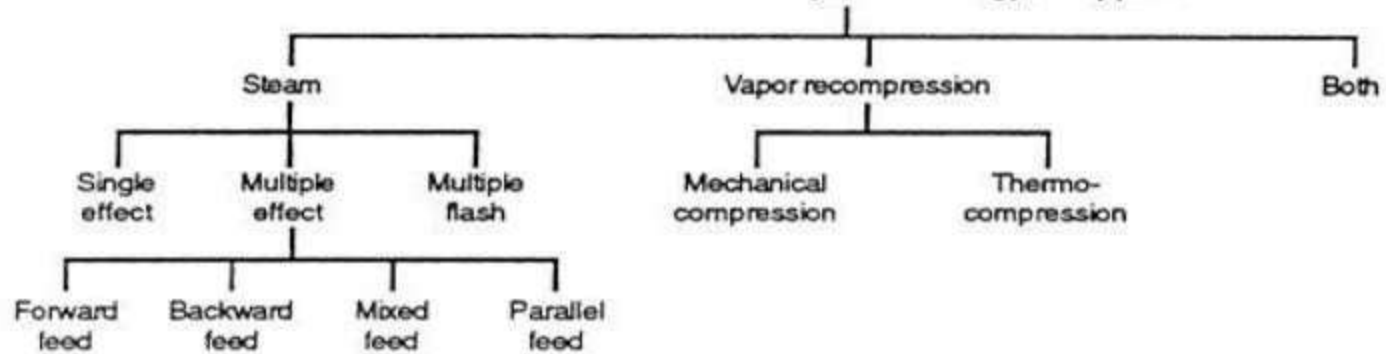 Steam
Vapor recompression
Both
Single
effect
Multiple
effect
Multiple
flash
Mechanical
compression
Thermo-
compression
Forward
feed
Backward
feed
Mixed
feed
Parallel
feed